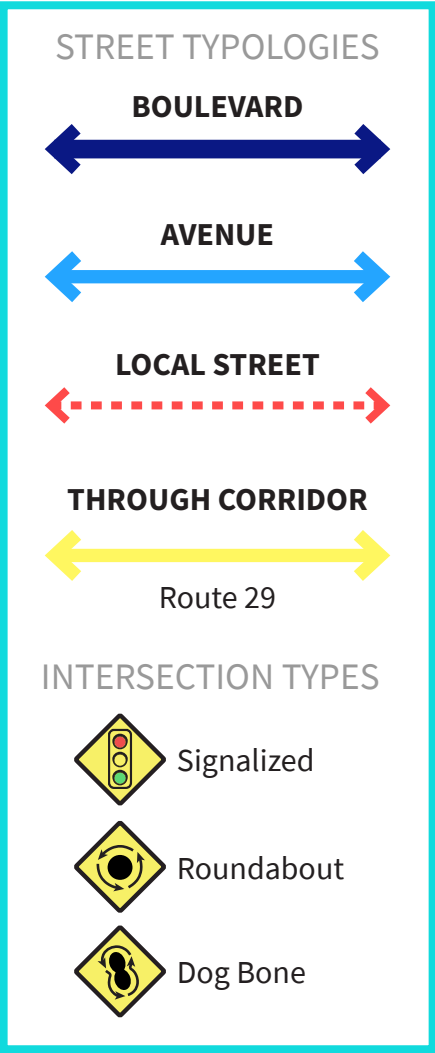 STREET TYPOLOGIES
BOULEVARD
AVENUE
LOCAL STREET
THROUGH CORRIDOR
Route 29
INTERSECTION TYPES
Signalized
Roundabout
Dog Bone